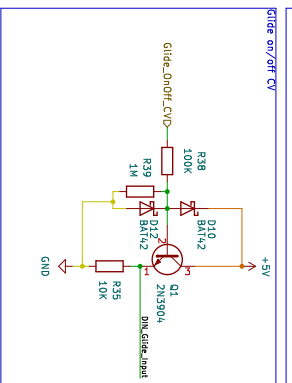 Glide on/off CV
Glide_OnOff_CV
R38
100K
R39
1M
D10
BAT42
D12
BAT42
+5V
2
1
3
Q1
2N3904
GND
R35
10K
DIN_Glide_Input